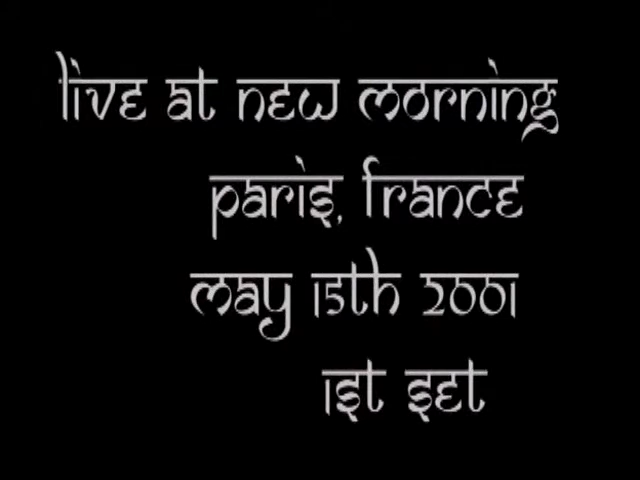 Live at New Morning
Paris, France
May 15th 2001
1st Set